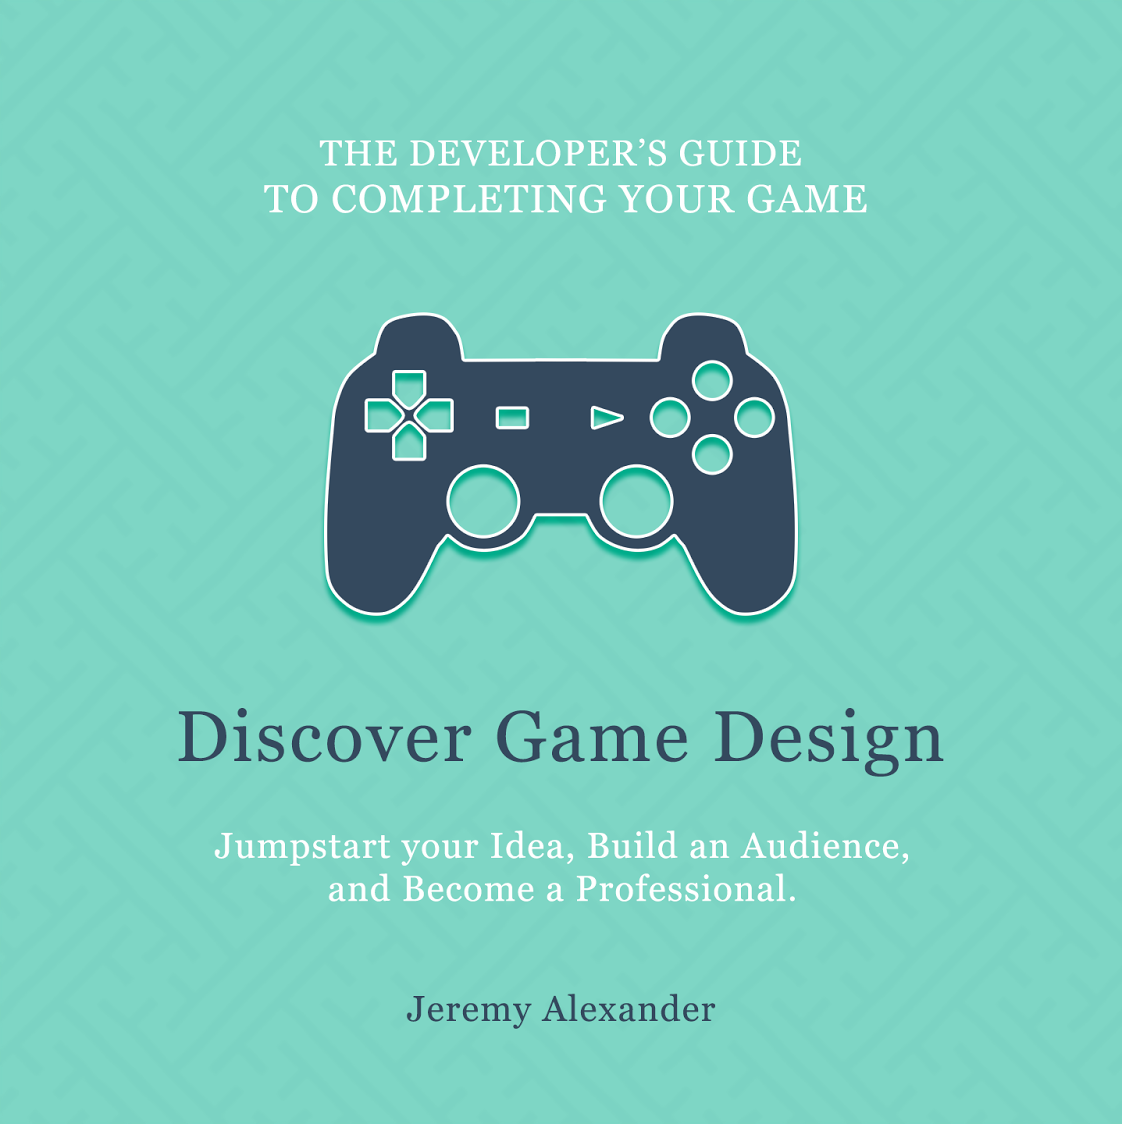 THE DEVELOPER’S GUIDE
TO COMPLETING YOUR GAME
Discover Game Design
Jumpstart your Idea, Build an Audience,
and Become a Professional.
Jeremy Alexander